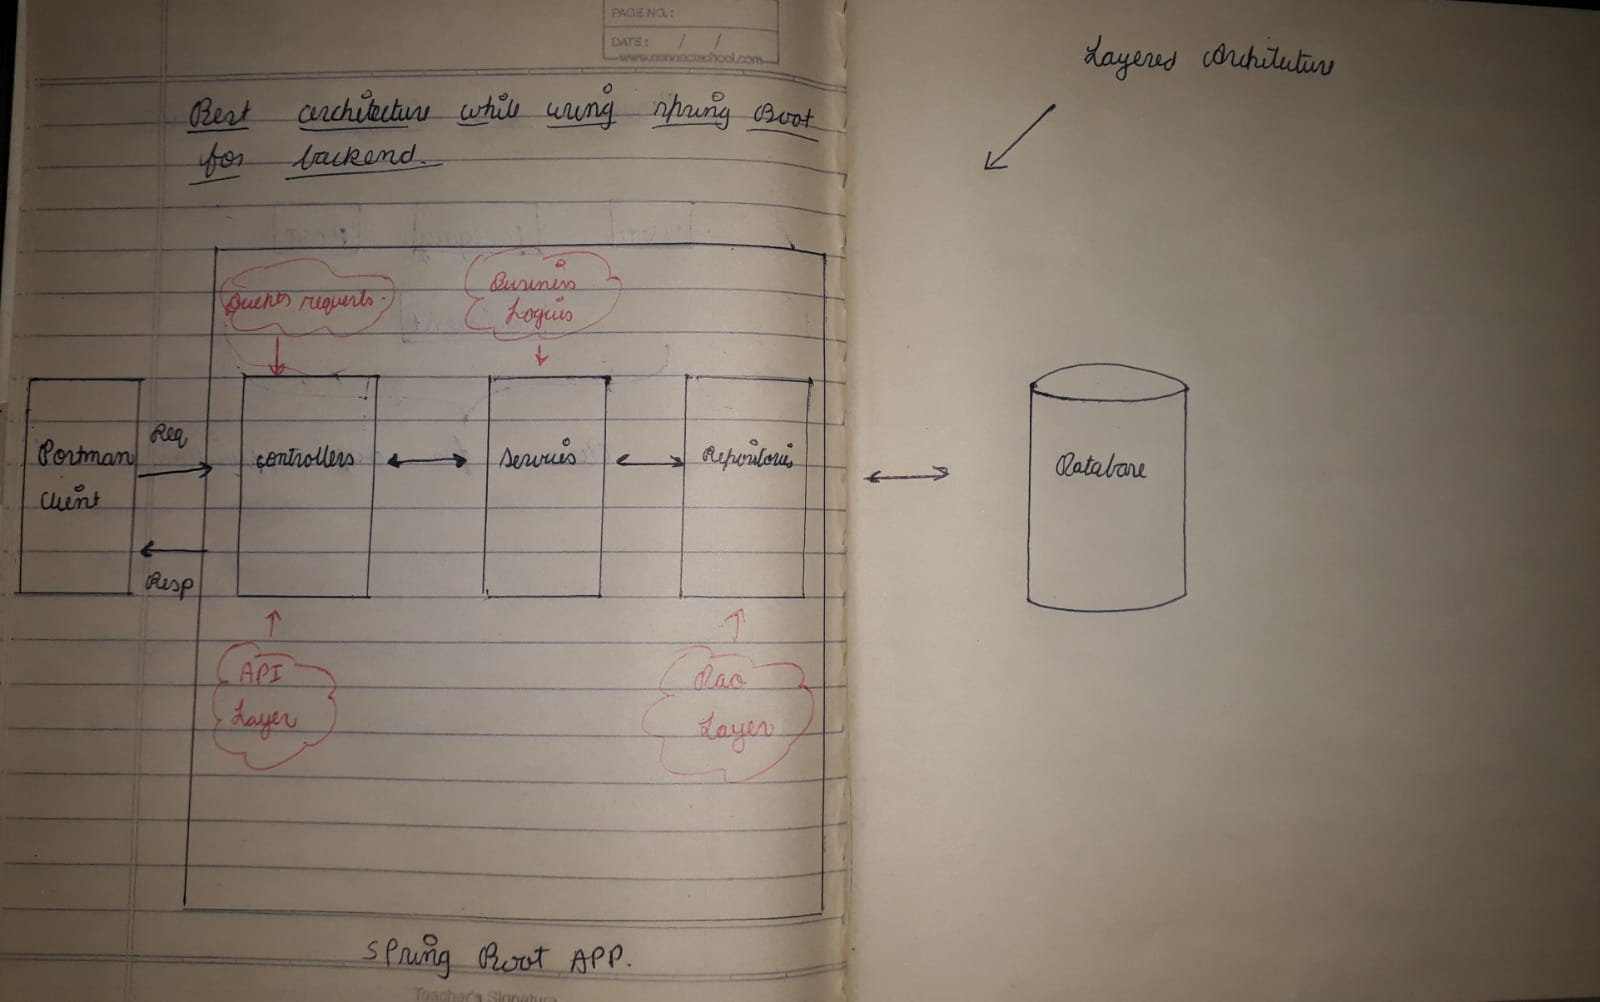 PAGE NO.:
DATE: / /
www.connectschool.com
Layered Architecture
Best architecture while using spring Boot
for backend.
Clients requests.
Business
Logics
Req
Postman
Client
controllers
services
Repositories
Database
Resp
API
Layer
Dao
Layer
Spring Boot APP.
Teacher's Signature